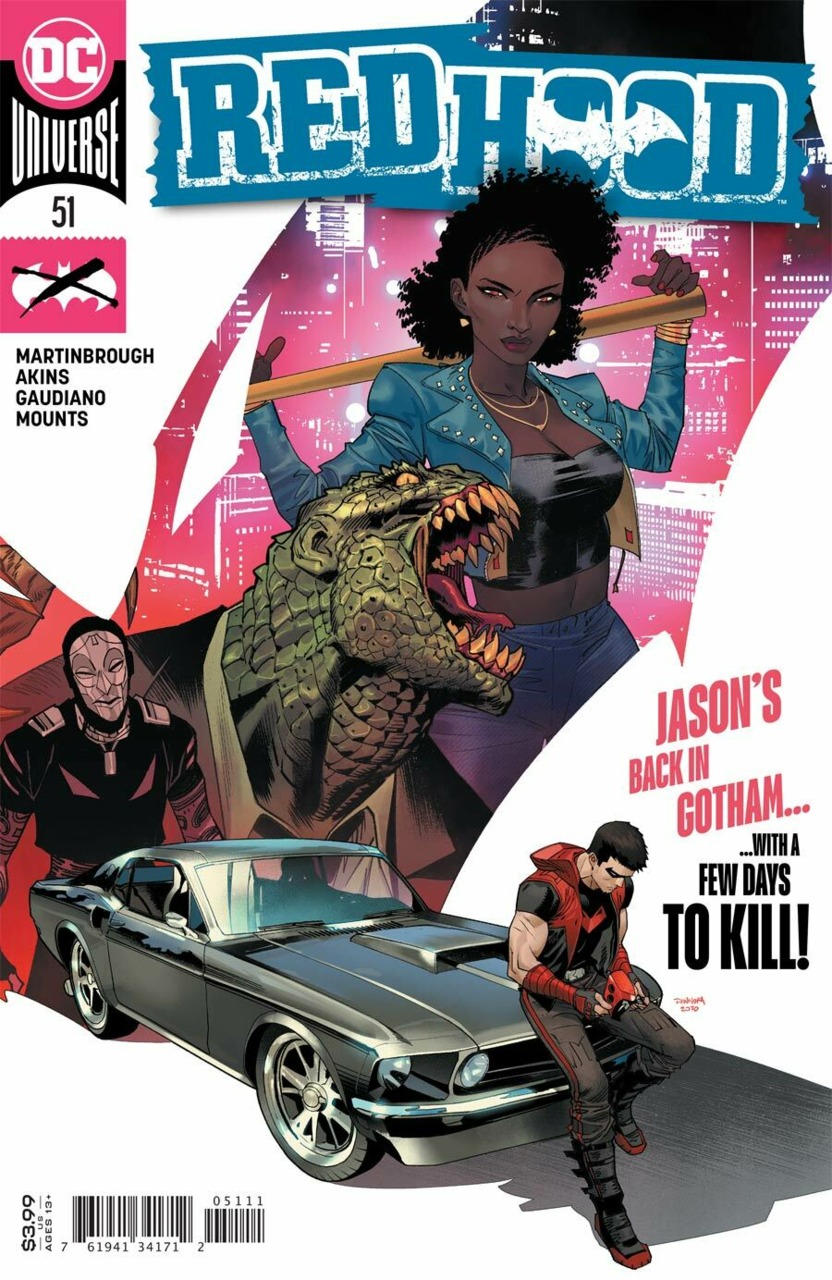 DC
UNIVERSE
51
RED HOOD™
MARTINBROUGH
AKINS
GAUDIANO
MOUNTS
JASON'S
BACK IN
GOTHAM...
...WITH A
FEW DAYS
TO KILL!
$3.99
US
AGES 13+
05111
7 61941 34171 2